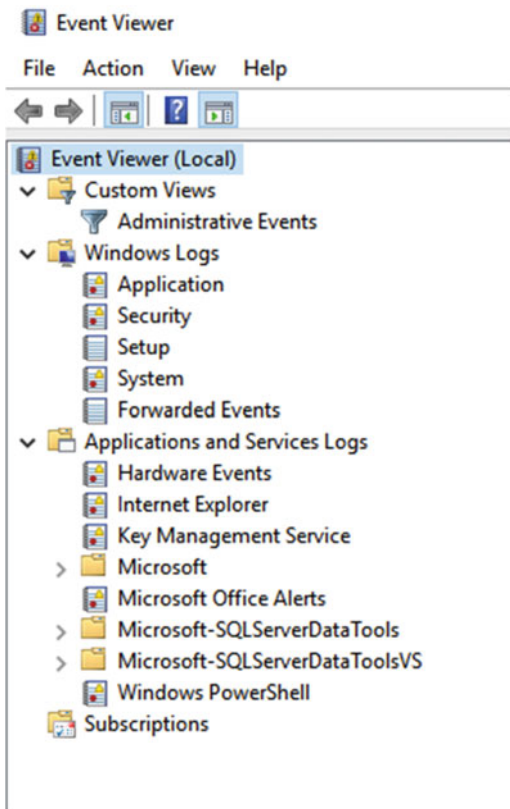 Event Viewer
File Action View Help
?
Event Viewer (Local)
Custom Views
Administrative Events
Windows Logs
Application
Security
Setup
System
Forwarded Events
Applications and Services Logs
Hardware Events
Internet Explorer
Key Management Service
Microsoft
Microsoft Office Alerts
Microsoft-SQLServerDataTools
Microsoft-SQLServerDataToolsVS
Windows PowerShell
Subscriptions